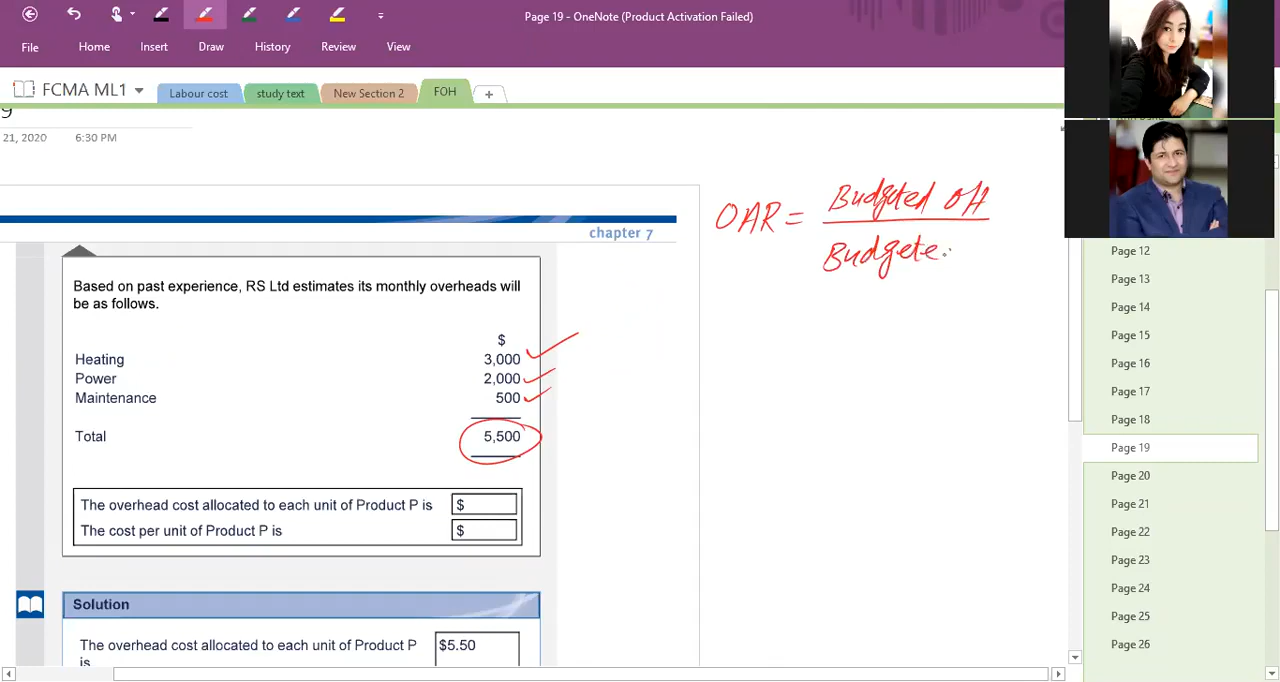 Page 19 - OneNote (Product Activation Failed)
File Home Insert Draw History Review View
FCMA ML1
Labour cost study text New Section 2 FOH
21, 2020 6:30 PM
chapter 7
Based on past experience, RS Ltd estimates its monthly overheads will
be as follows.
$
Heating 3,000
Power 2,000
Maintenance 500
Total 5,500
The overhead cost allocated to each unit of Product P is $
The cost per unit of Product P is $
Solution
The overhead cost allocated to each unit of Product P $5.50
is
OAR = Budgeted OH
Budgete
Page 12
Page 13
Page 14
Page 15
Page 16
Page 17
Page 18
Page 19
Page 20
Page 21
Page 22
Page 23
Page 24
Page 25
Page 26